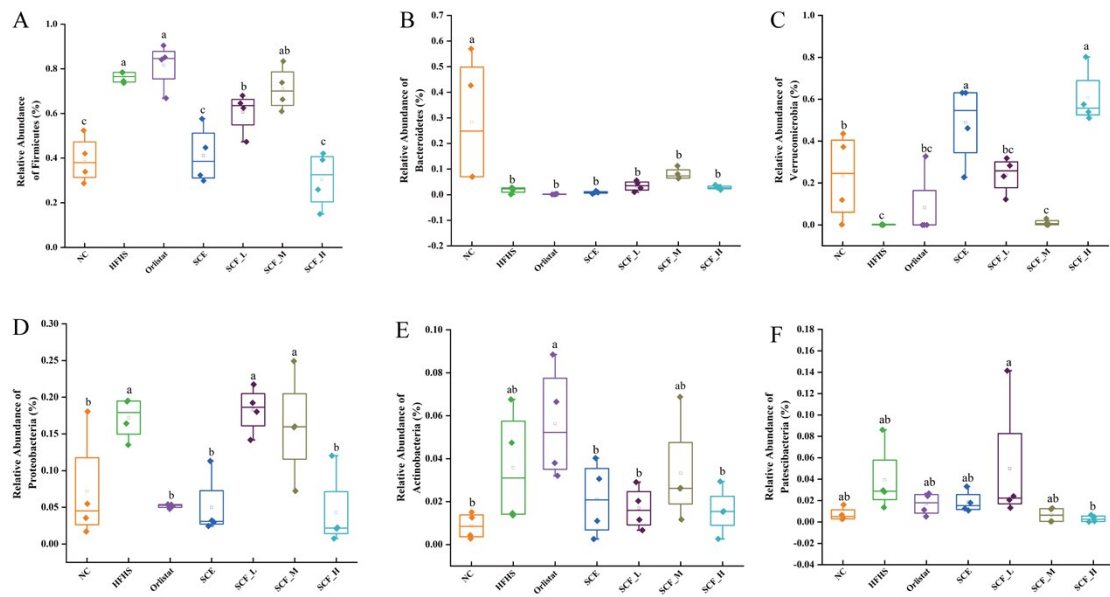 A
Relative Abundance
of Firmicutes (%)
1.0
0.8
0.6
0.4
0.2
0.0
c
a
a
c
b
ab
c
NC
HFHS
Orlistat
SCE
SCF_L
SCF_M
SCF_H
B
Relative Abundance of
Bacteroidetes (%)
0.7
0.6
0.5
0.4
0.3
0.2
0.1
0.0
-0.1
-0.2
a
b
b
b
b
b
b
NC
HFHS
Orlistat
SCE
SCF_L
SCF_M
SCF_H
C
Relative Abundance of
Verrucomicrobia (%)
1.0
0.8
0.6
0.4
0.2
0.0
b
c
bc
a
bc
c
a
NC
HFHS
Orlistat
SCE
SCF_L
SCF_M
SCF_H
D
Relative Abundance of
Proteobacteria (%)
0.30
0.25
0.20
0.15
0.10
0.05
0.00
b
a
b
b
a
a
b
NC
HFHS
Orlistat
SCE
SCF_L
SCF_M
SCF_H
E
Relative Abundance of
Actinobacteria (%)
0.10
0.08
0.06
0.04
0.02
0.00
b
ab
a
b
b
ab
b
NC
HFHS
Orlistat
SCE
SCF_L
SCF_M
SCF_H
F
Relative Abundance of
Patescibacteria (%)
0.18
0.16
0.14
0.12
0.10
0.08
0.06
0.04
0.02
0.00
-0.02
-0.04
ab
ab
ab
ab
a
ab
b
NC
HFHS
Orlistat
SCE
SCF_L
SCF_M
SCF_H